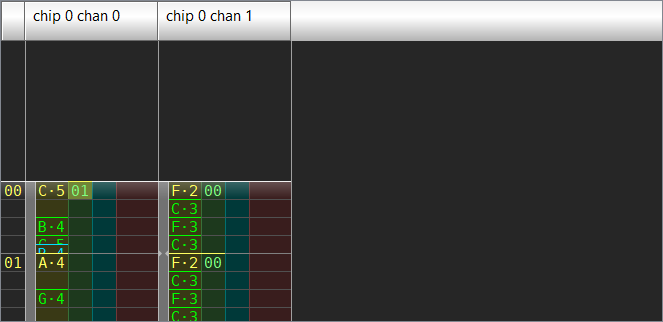 chip 0 chan 0 chip 0 chan 1
00 C·5 01 F·2 00
C·3
B·4 F·3
C·5 C·3
B·4
01 A·4 F·2 00
C·3
G·4 F·3
C·3